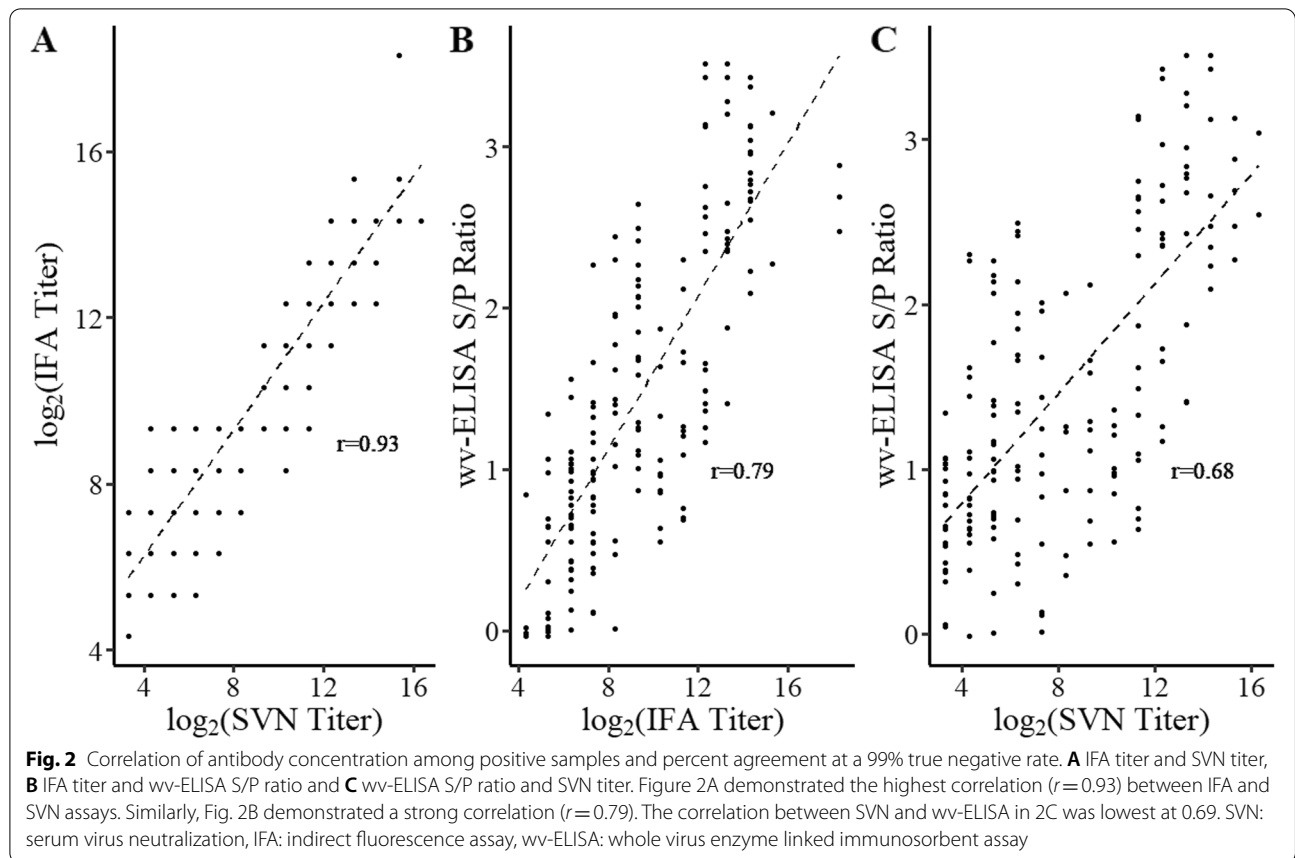 A
B
C
16
12
8
4
log₂(IFA Titer)
r=0.93
4 8 12 16
log₂(SVN Titer)
3
2
1
0
wv-ELISA S/P Ratio
r=0.79
4 8 12 16
log₂(IFA Titer)
3
2
1
0
wv-ELISA S/P Ratio
r=0.68
4 8 12 16
log₂(SVN Titer)
Fig. 2 Correlation of antibody concentration among positive samples and percent agreement at a 99% true negative rate. A IFA titer and SVN titer,
B IFA titer and wv-ELISA S/P ratio and C wv-ELISA S/P ratio and SVN titer. Figure 2A demonstrated the highest correlation (r = 0.93) between IFA and
SVN assays. Similarly, Fig. 2B demonstrated a strong correlation (r = 0.79). The correlation between SVN and wv-ELISA in 2C was lowest at 0.69. SVN:
serum virus neutralization, IFA: indirect fluorescence assay, wv-ELISA: whole virus enzyme linked immunosorbent assay